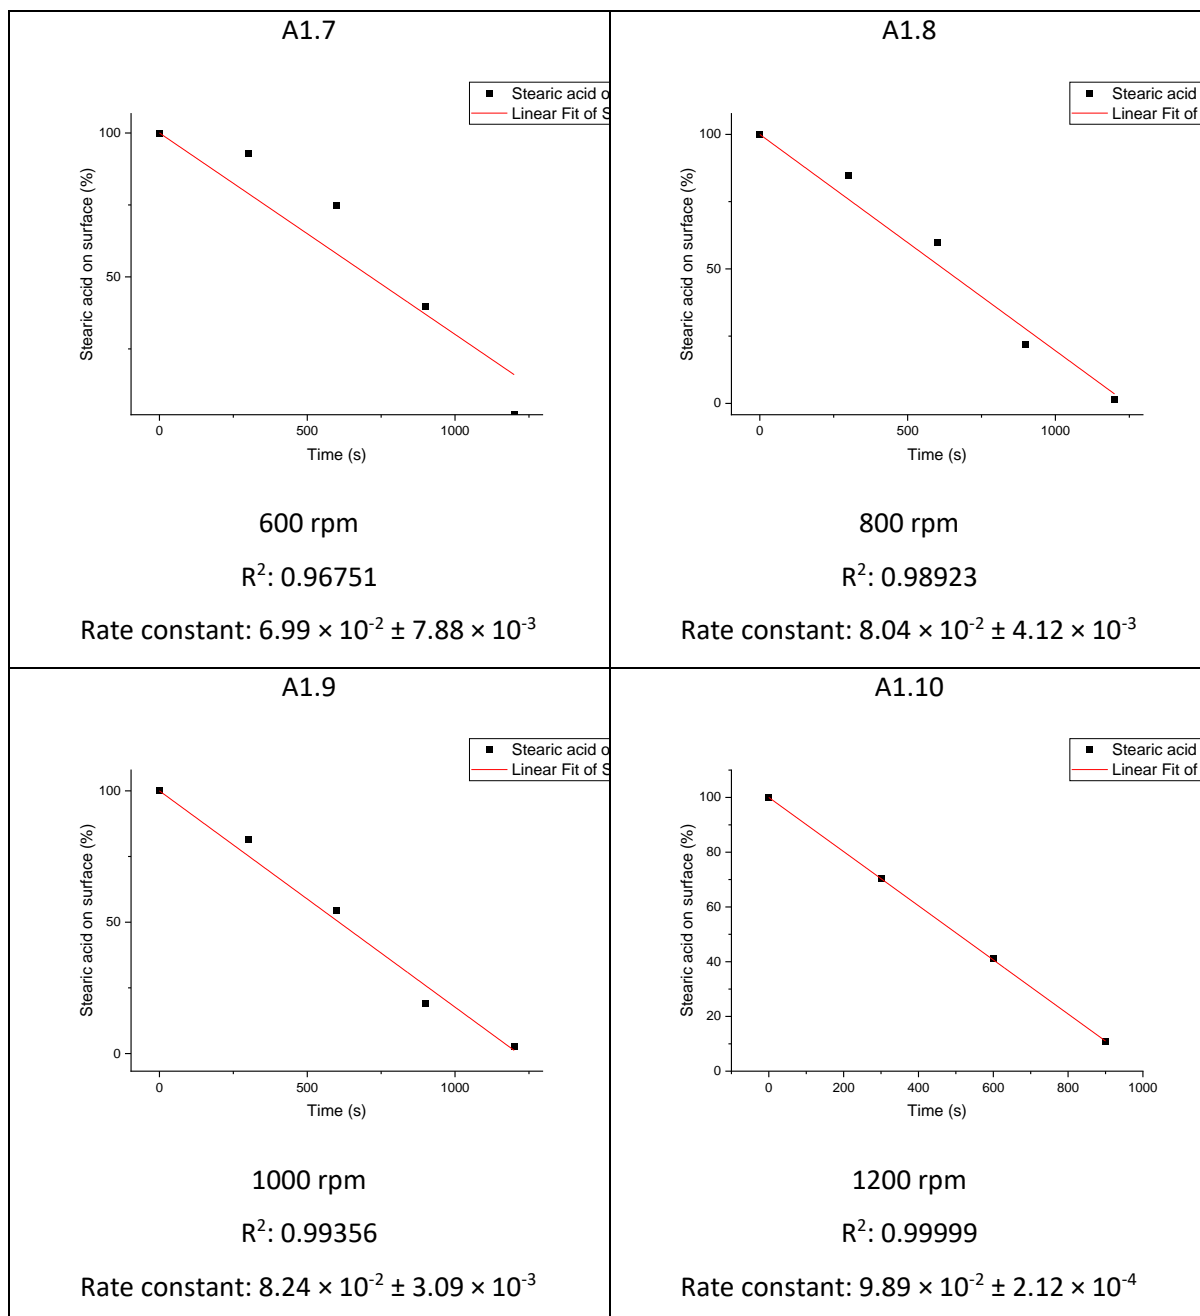 A1.7
Stearic acid o
Linear Fit of S
100
50
0
500
1000
Stearic acid on surface (%)
Time (s)
600 rpm
R²: 0.96751
Rate constant: 6.99 × 10⁻² ± 7.88 × 10⁻³
A1.8
Stearic acid
Linear Fit of
100
50
0
0
500
1000
Stearic acid on surface (%)
Time (s)
800 rpm
R²: 0.98923
Rate constant: 8.04 × 10⁻² ± 4.12 × 10⁻³
A1.9
Stearic acid o
Linear Fit of S
100
50
0
0
500
1000
Stearic acid on surface (%)
Time (s)
1000 rpm
R²: 0.99356
Rate constant: 8.24 × 10⁻² ± 3.09 × 10⁻³
A1.10
Stearic acid
Linear Fit of
100
80
60
40
20
0
0
200
400
600
800
1000
Stearic acid on surface (%)
Time (s)
1200 rpm
R²: 0.99999
Rate constant: 9.89 × 10⁻² ± 2.12 × 10⁻⁴